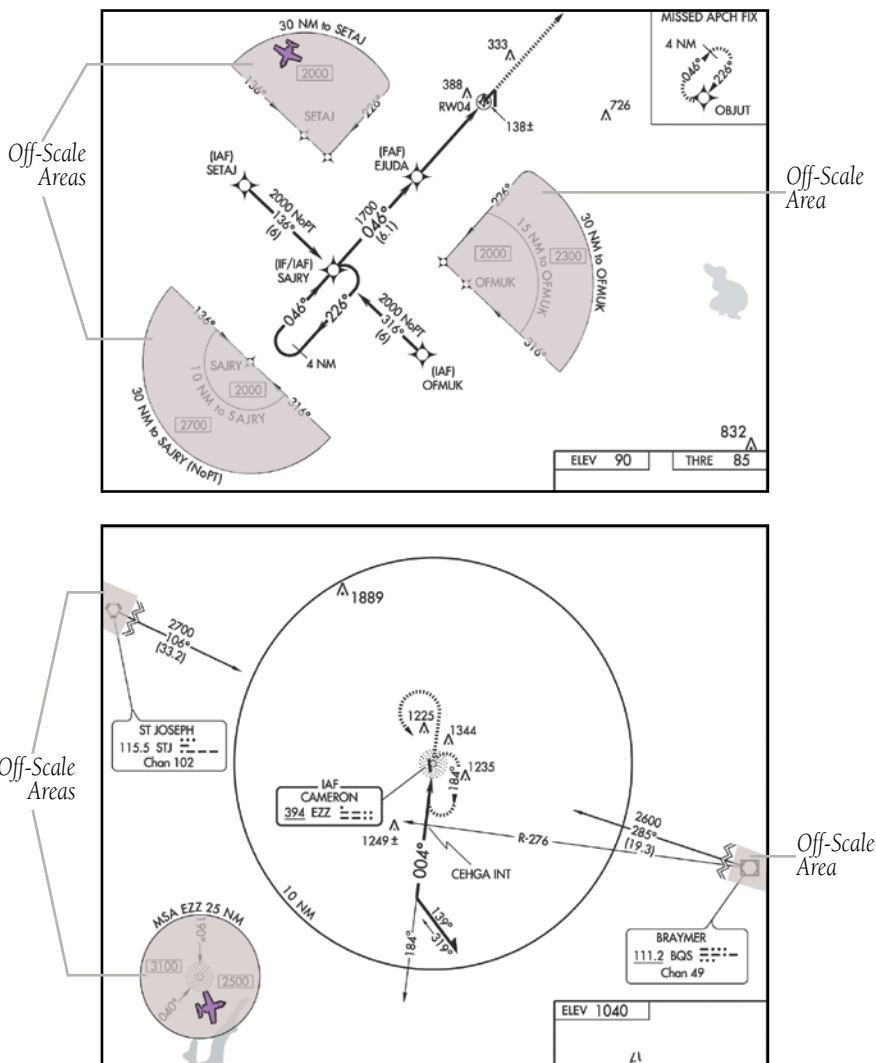 30 NM to SETAJ
2000
136°
226°
SETAJ
Off-Scale
Areas
333
388
RW04
138±
726
MISSED APCH FIX
4 NM
046°
226°
OBJUT
(IAF)
SETAJ
2000 NoPT
136°
(6)
(FAF)
EJUDA
1700
046°
(6.1)
(IF/IAF)
SAJRY
046°
226°
4 NM
2000 NoPT
316°
(6)
(IAF)
OFMUK
226°
2000
15 NM to OFMUK
2300
30 NM to OFMUK
OFMUK
316°
Off-Scale
Area
136°
SAJRY
2000
10 NM to SAJRY
316°
2700
30 NM to SAJRY (NoPT)
832
ELEV 90
THRE 85
Off-Scale
Areas
2700
106°
(33.2)
ST JOSEPH
115.5 STJ
Chan 102
1889
1225
1344
1235
184°
IAF
CAMERON
394 EZZ
1249±
004°
CEHGA INT
R-276
2600
285°
(19.3)
Off-Scale
Area
BRAYMER
111.2 BQS
Chan 49
10 NM
139°
319°
184°
MSA EZZ 25 NM
190°
3100
2500
040°
ELEV 1040
17